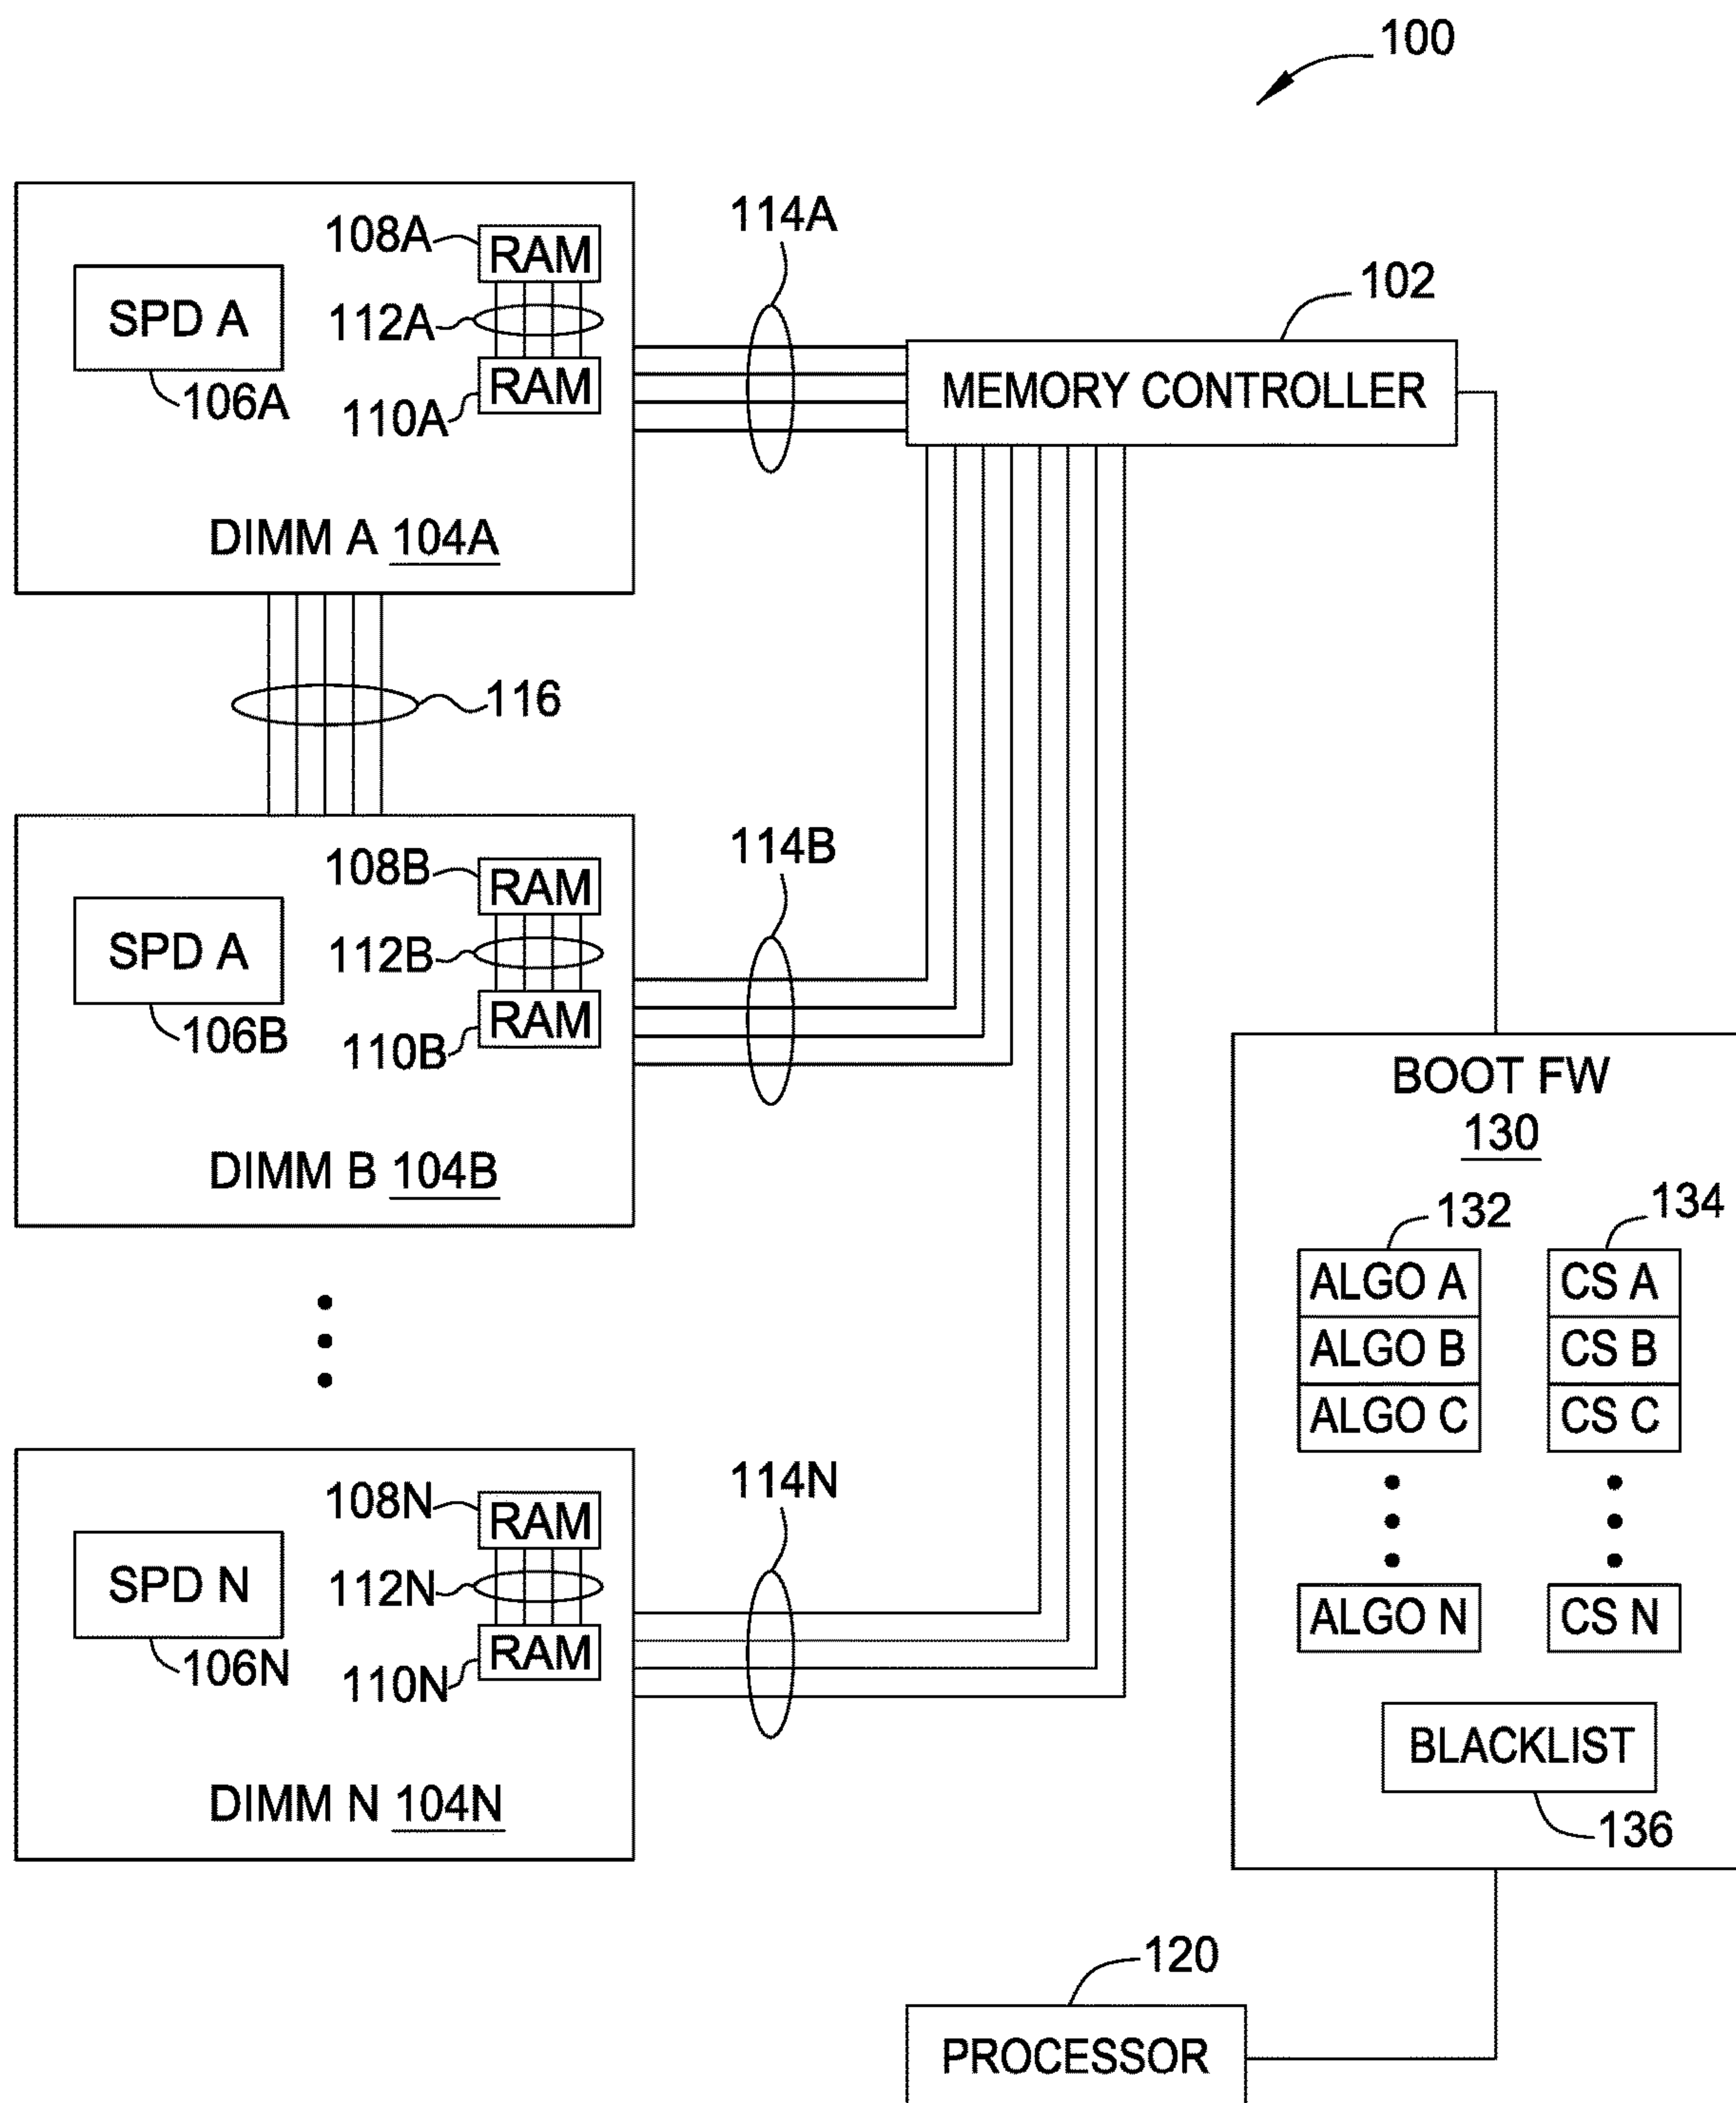 100
114A
108A
RAM
102
SPD A
112A
MEMORY CONTROLLER
106A
RAM
110A
DIMM A 104A
116
114B
108B
RAM
SPD A
112B
106B
RAM
110B
BOOT FW
130
DIMM B 104B
132
134
ALGO A
CS A
ALGO B
CS B
ALGO C
CS C
114N
108N
RAM
SPD N
112N
ALGO N
CS N
106N
RAM
110N
BLACKLIST
DIMM N 104N
136
120
PROCESSOR